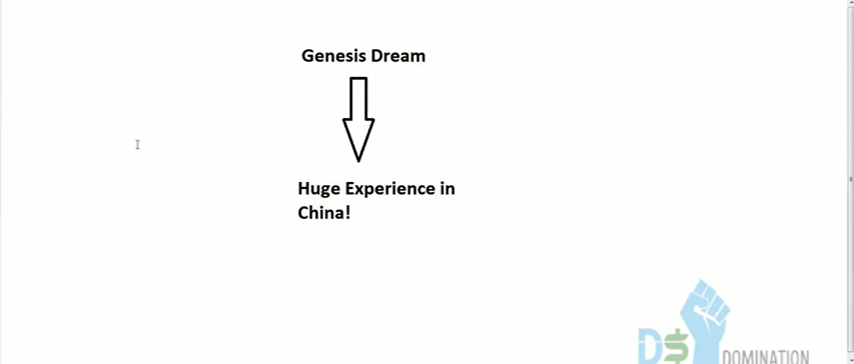 Genesis Dream
Huge Experience in
China!
D$ DOMINATION